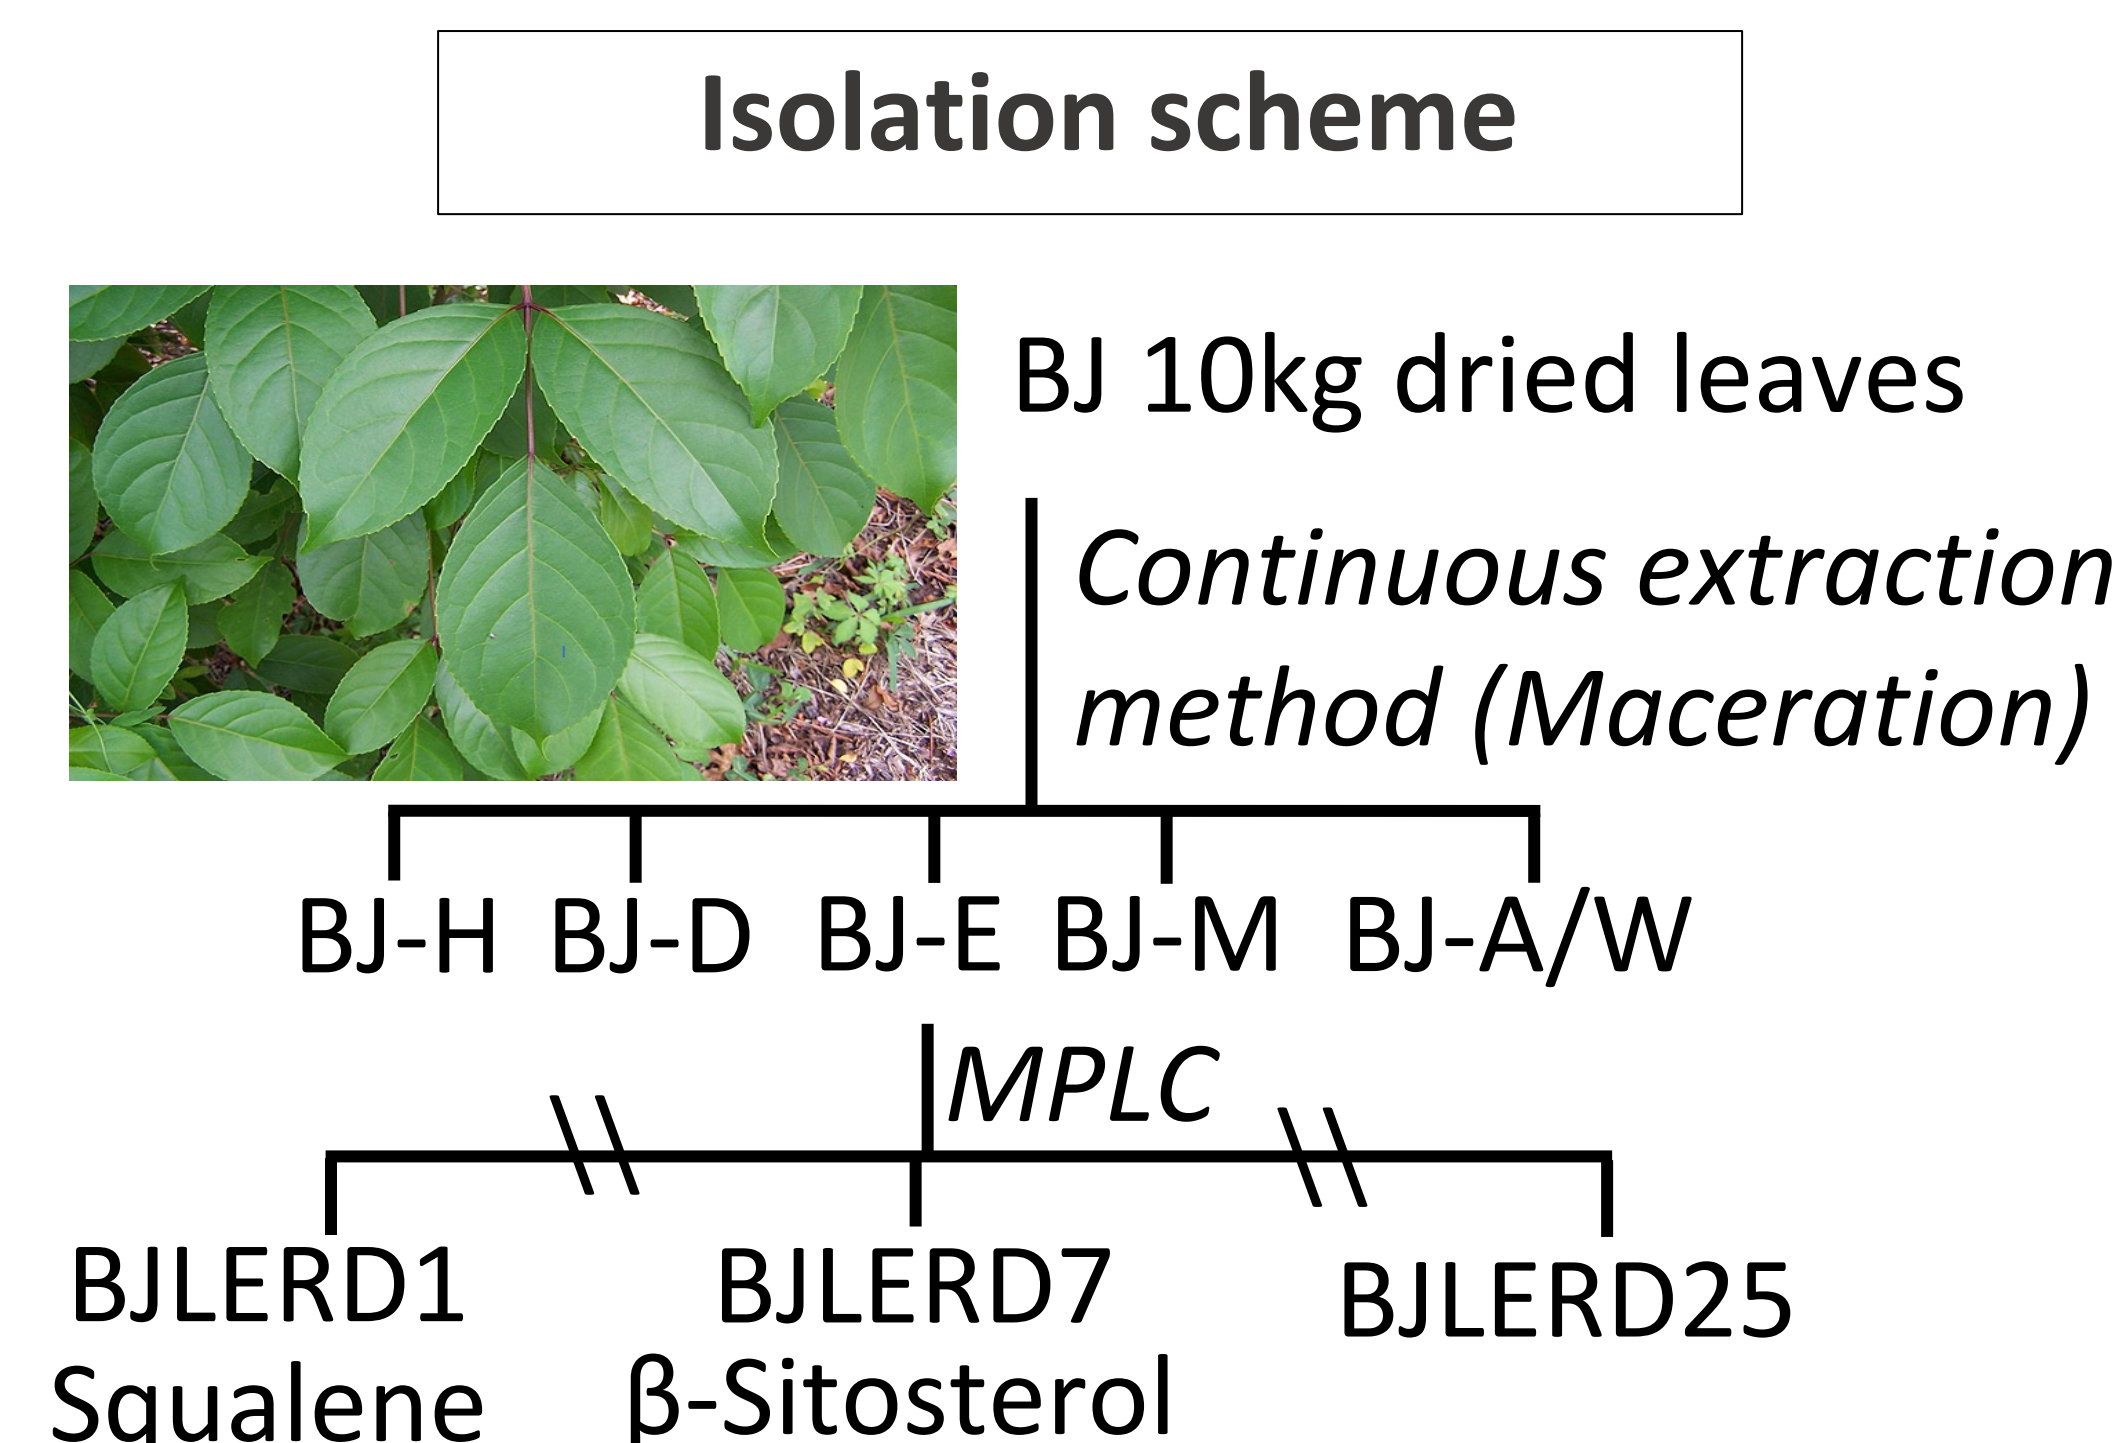 Isolation scheme
BJ 10kg dried leaves
Continuous extraction
method (Maceration)
BJ-H BJ-D BJ-E BJ-M BJ-A/W
MPLC
BJLERD1 BJLERD7 BJLERD25
Squalene β-Sitosterol